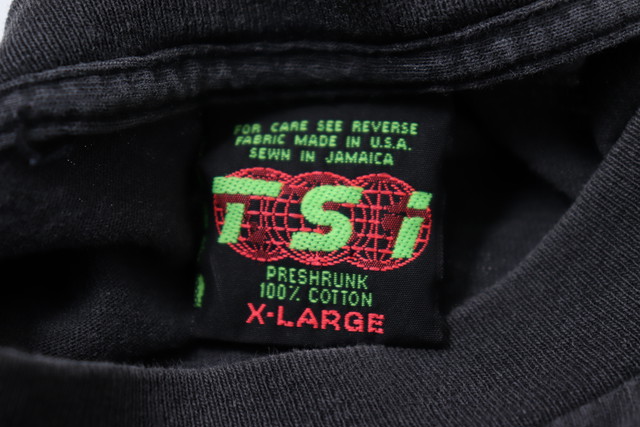 FOR CARE SEE REVERSE
FABRIC MADE IN U.S.A.
SEWN IN JAMAICA
TSi
PRESHRUNK
100% COTTON
X-LARGE